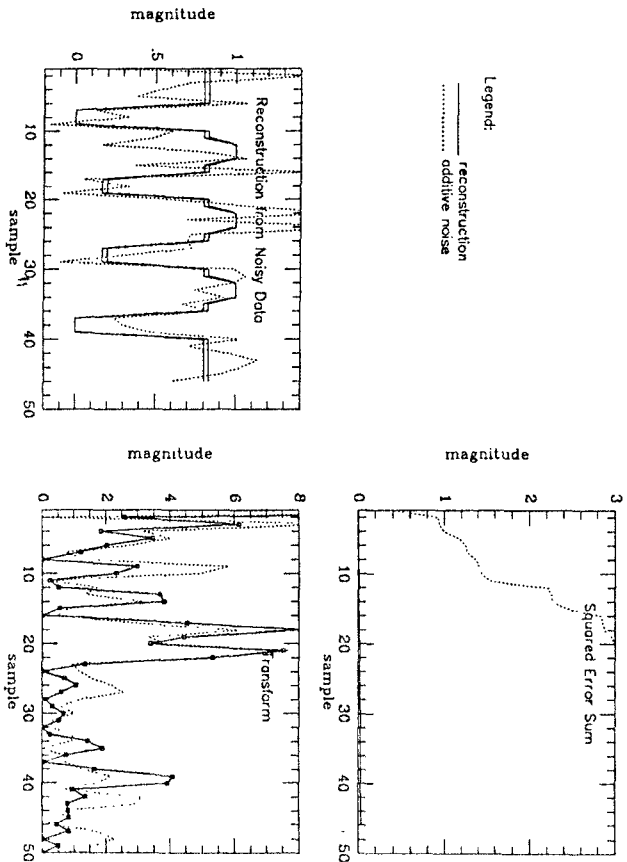 Legend:
reconstruction
additive noise
Squared Error Sum
magnitude
3
2
1
0
10 20 30 40 50
sample
Reconstruction from Noisy Data
magnitude
1
.5
0
10 20 30 40 50
sample
Transform
magnitude
8
6
4
2
0
10 20 30 40 50
sample